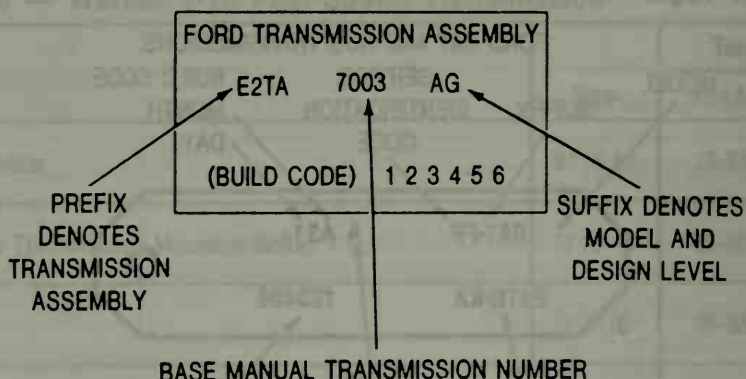 FORD TRANSMISSION ASSEMBLY
E2TA 7003 AG
(BUILD CODE) 1 2 3 4 5 6
PREFIX
DENOTES
TRANSMISSION
ASSEMBLY
SUFFIX DENOTES
MODEL AND
DESIGN LEVEL
BASE MANUAL TRANSMISSION NUMBER